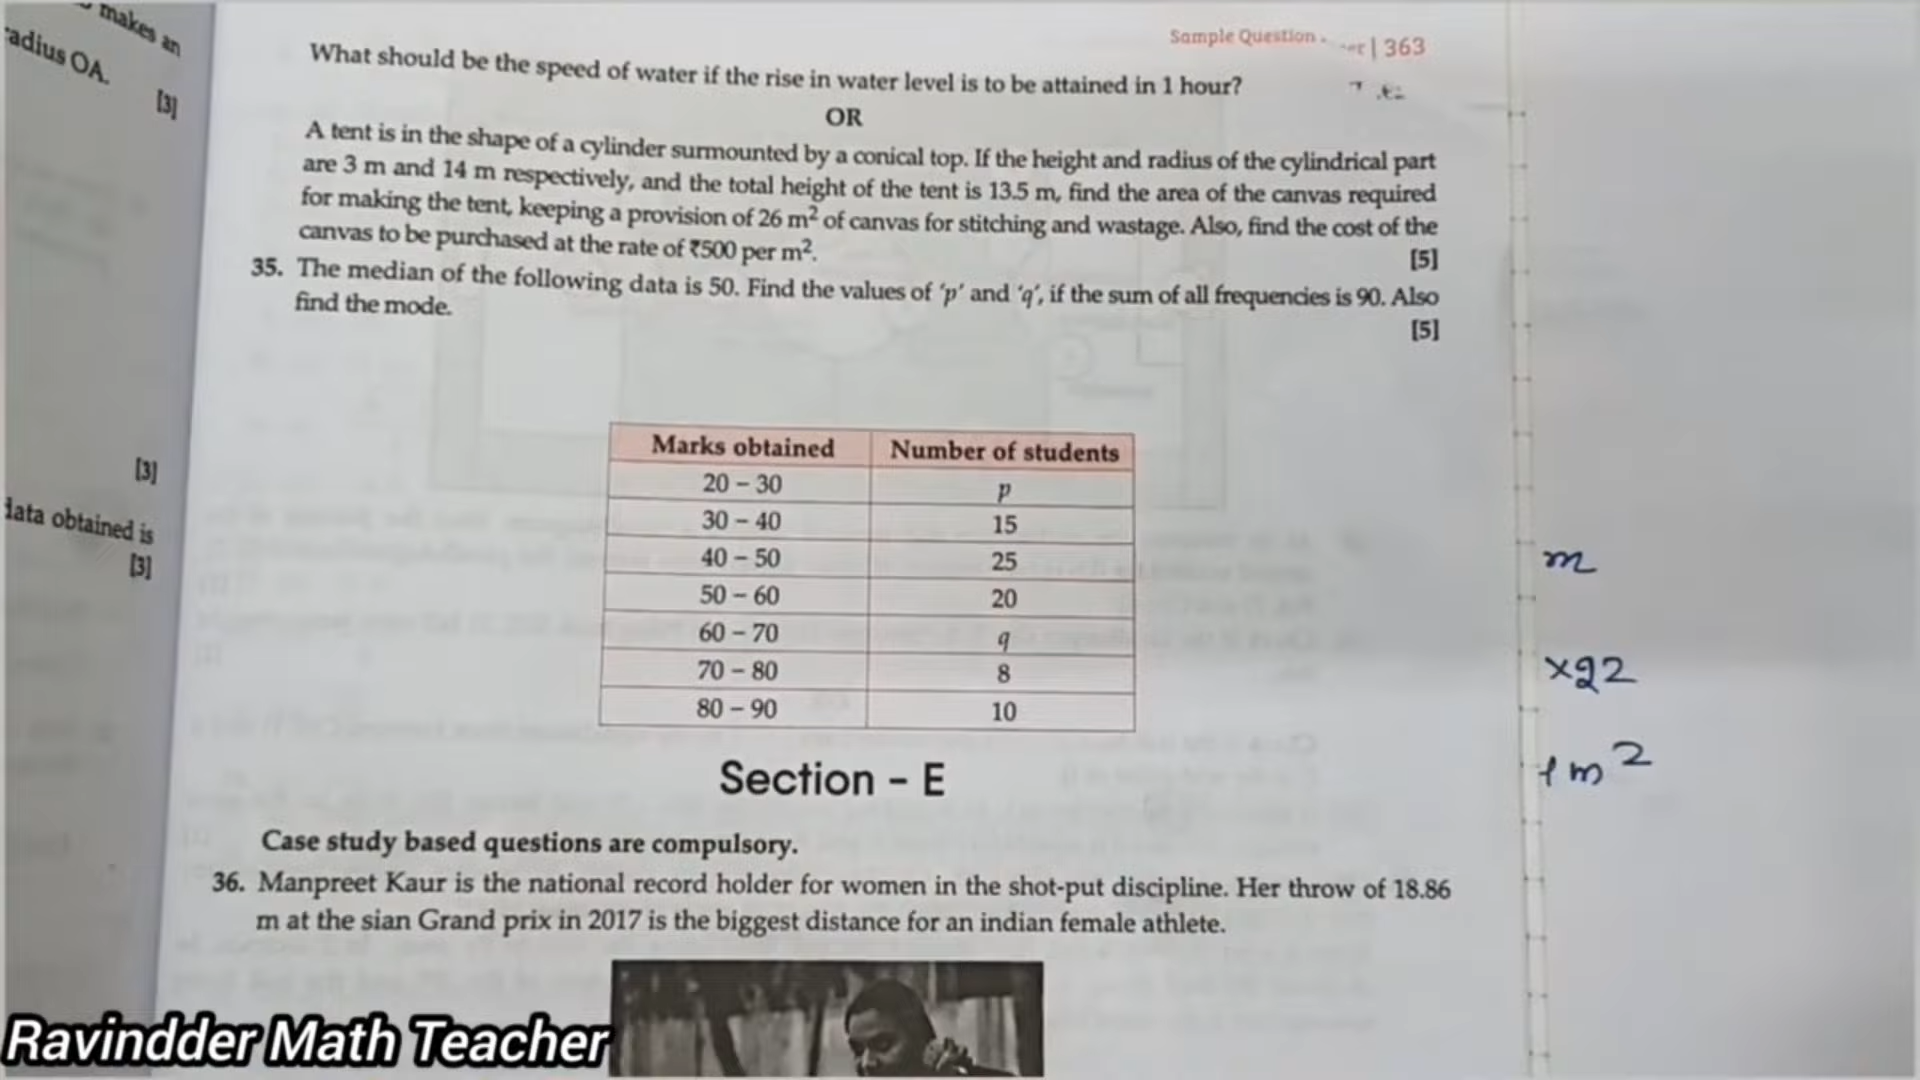 makes an
radius OA.
[3]
[3]
data obtained is
[3]
Sample Question
363
What should be the speed of water if the rise in water level is to be attained in 1 hour?
OR
A tent is in the shape of a cylinder surmounted by a conical top. If the height and radius of the cylindrical part
are 3 m and 14 m respectively, and the total height of the tent is 13.5 m, find the area of the canvas required
for making the tent, keeping a provision of 26 m² of canvas for stitching and wastage. Also, find the cost of the
canvas to be purchased at the rate of ₹500 per m².
[5]
35. The median of the following data is 50. Find the values of 'p' and 'q', if the sum of all frequencies is 90. Also
find the mode.
[5]
Marks obtained Number of students
20 – 30 p
30 – 40 15
40 – 50 25
50 – 60 20
60 – 70 q
70 – 80 8
80 – 90 10
m
×22
m²
Section – E
Case study based questions are compulsory.
36. Manpreet Kaur is the national record holder for women in the shot-put discipline. Her throw of 18.86
m at the sian Grand prix in 2017 is the biggest distance for an indian female athlete.
Ravindder Math Teacher